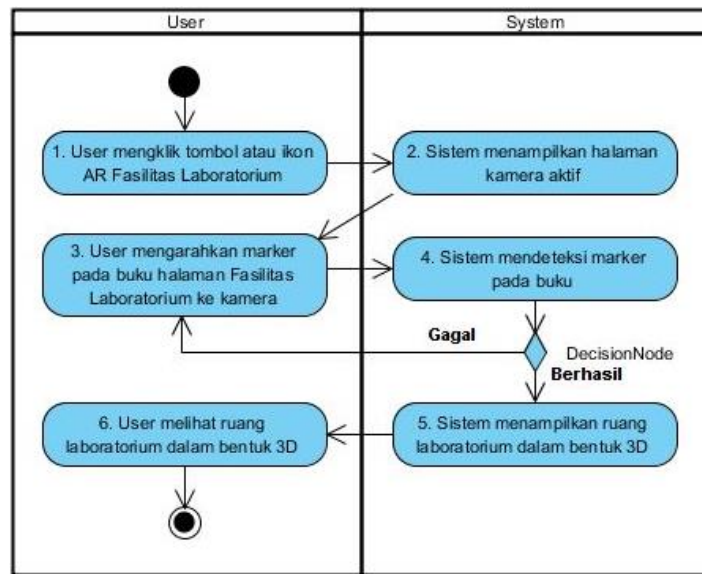 User
System
1. User mengklik tombol atau ikon
AR Fasilitas Laboratorium
2. Sistem menampilkan halaman
kamera aktif
3. User mengarahkan marker
pada buku halaman Fasilitas
Laboratorium ke kamera
4. Sistem mendeteksi marker
pada buku
Gagal
DecisionNode
Berhasil
6. User melihat ruang
laboratorium dalam bentuk 3D
5. Sistem menampilkan ruang
laboratorium dalam bentuk 3D